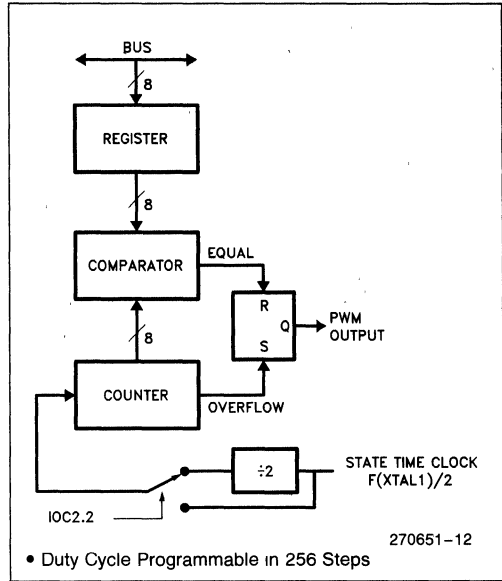 BUS
8
REGISTER
8
COMPARATOR
EQUAL
R
Q
S
PWM
OUTPUT
8
COUNTER
OVERFLOW
÷2
STATE TIME CLOCK
F(XTAL1)/2
IOC2.2
270651-12
• Duty Cycle Programmable in 256 Steps